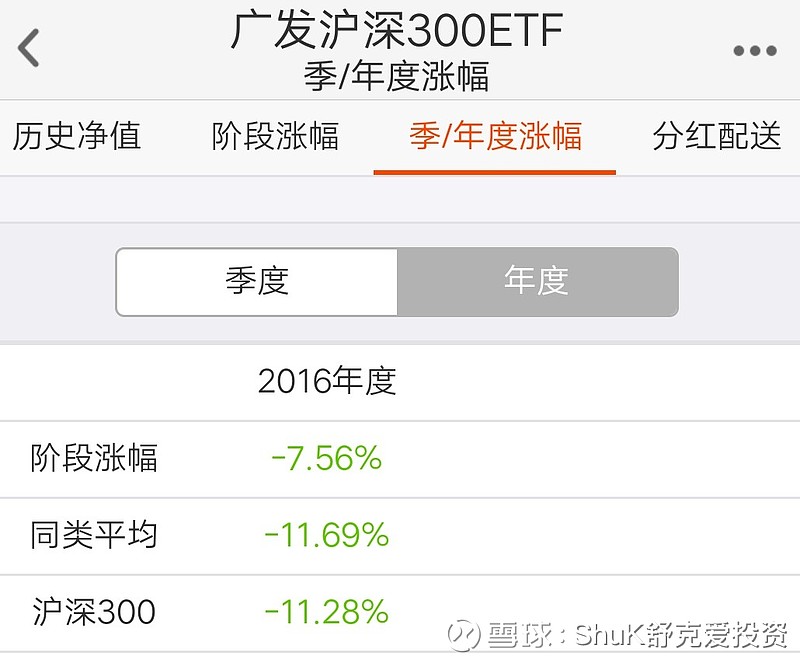 广发沪深300ETF
季/年度涨幅
历史净值 阶段涨幅 季/年度涨幅 分红配送
季度 年度
2016年度
阶段涨幅 -7.56%
同类平均 -11.69%
沪深300 -11.28%
雪球:ShuK舒克爱投资